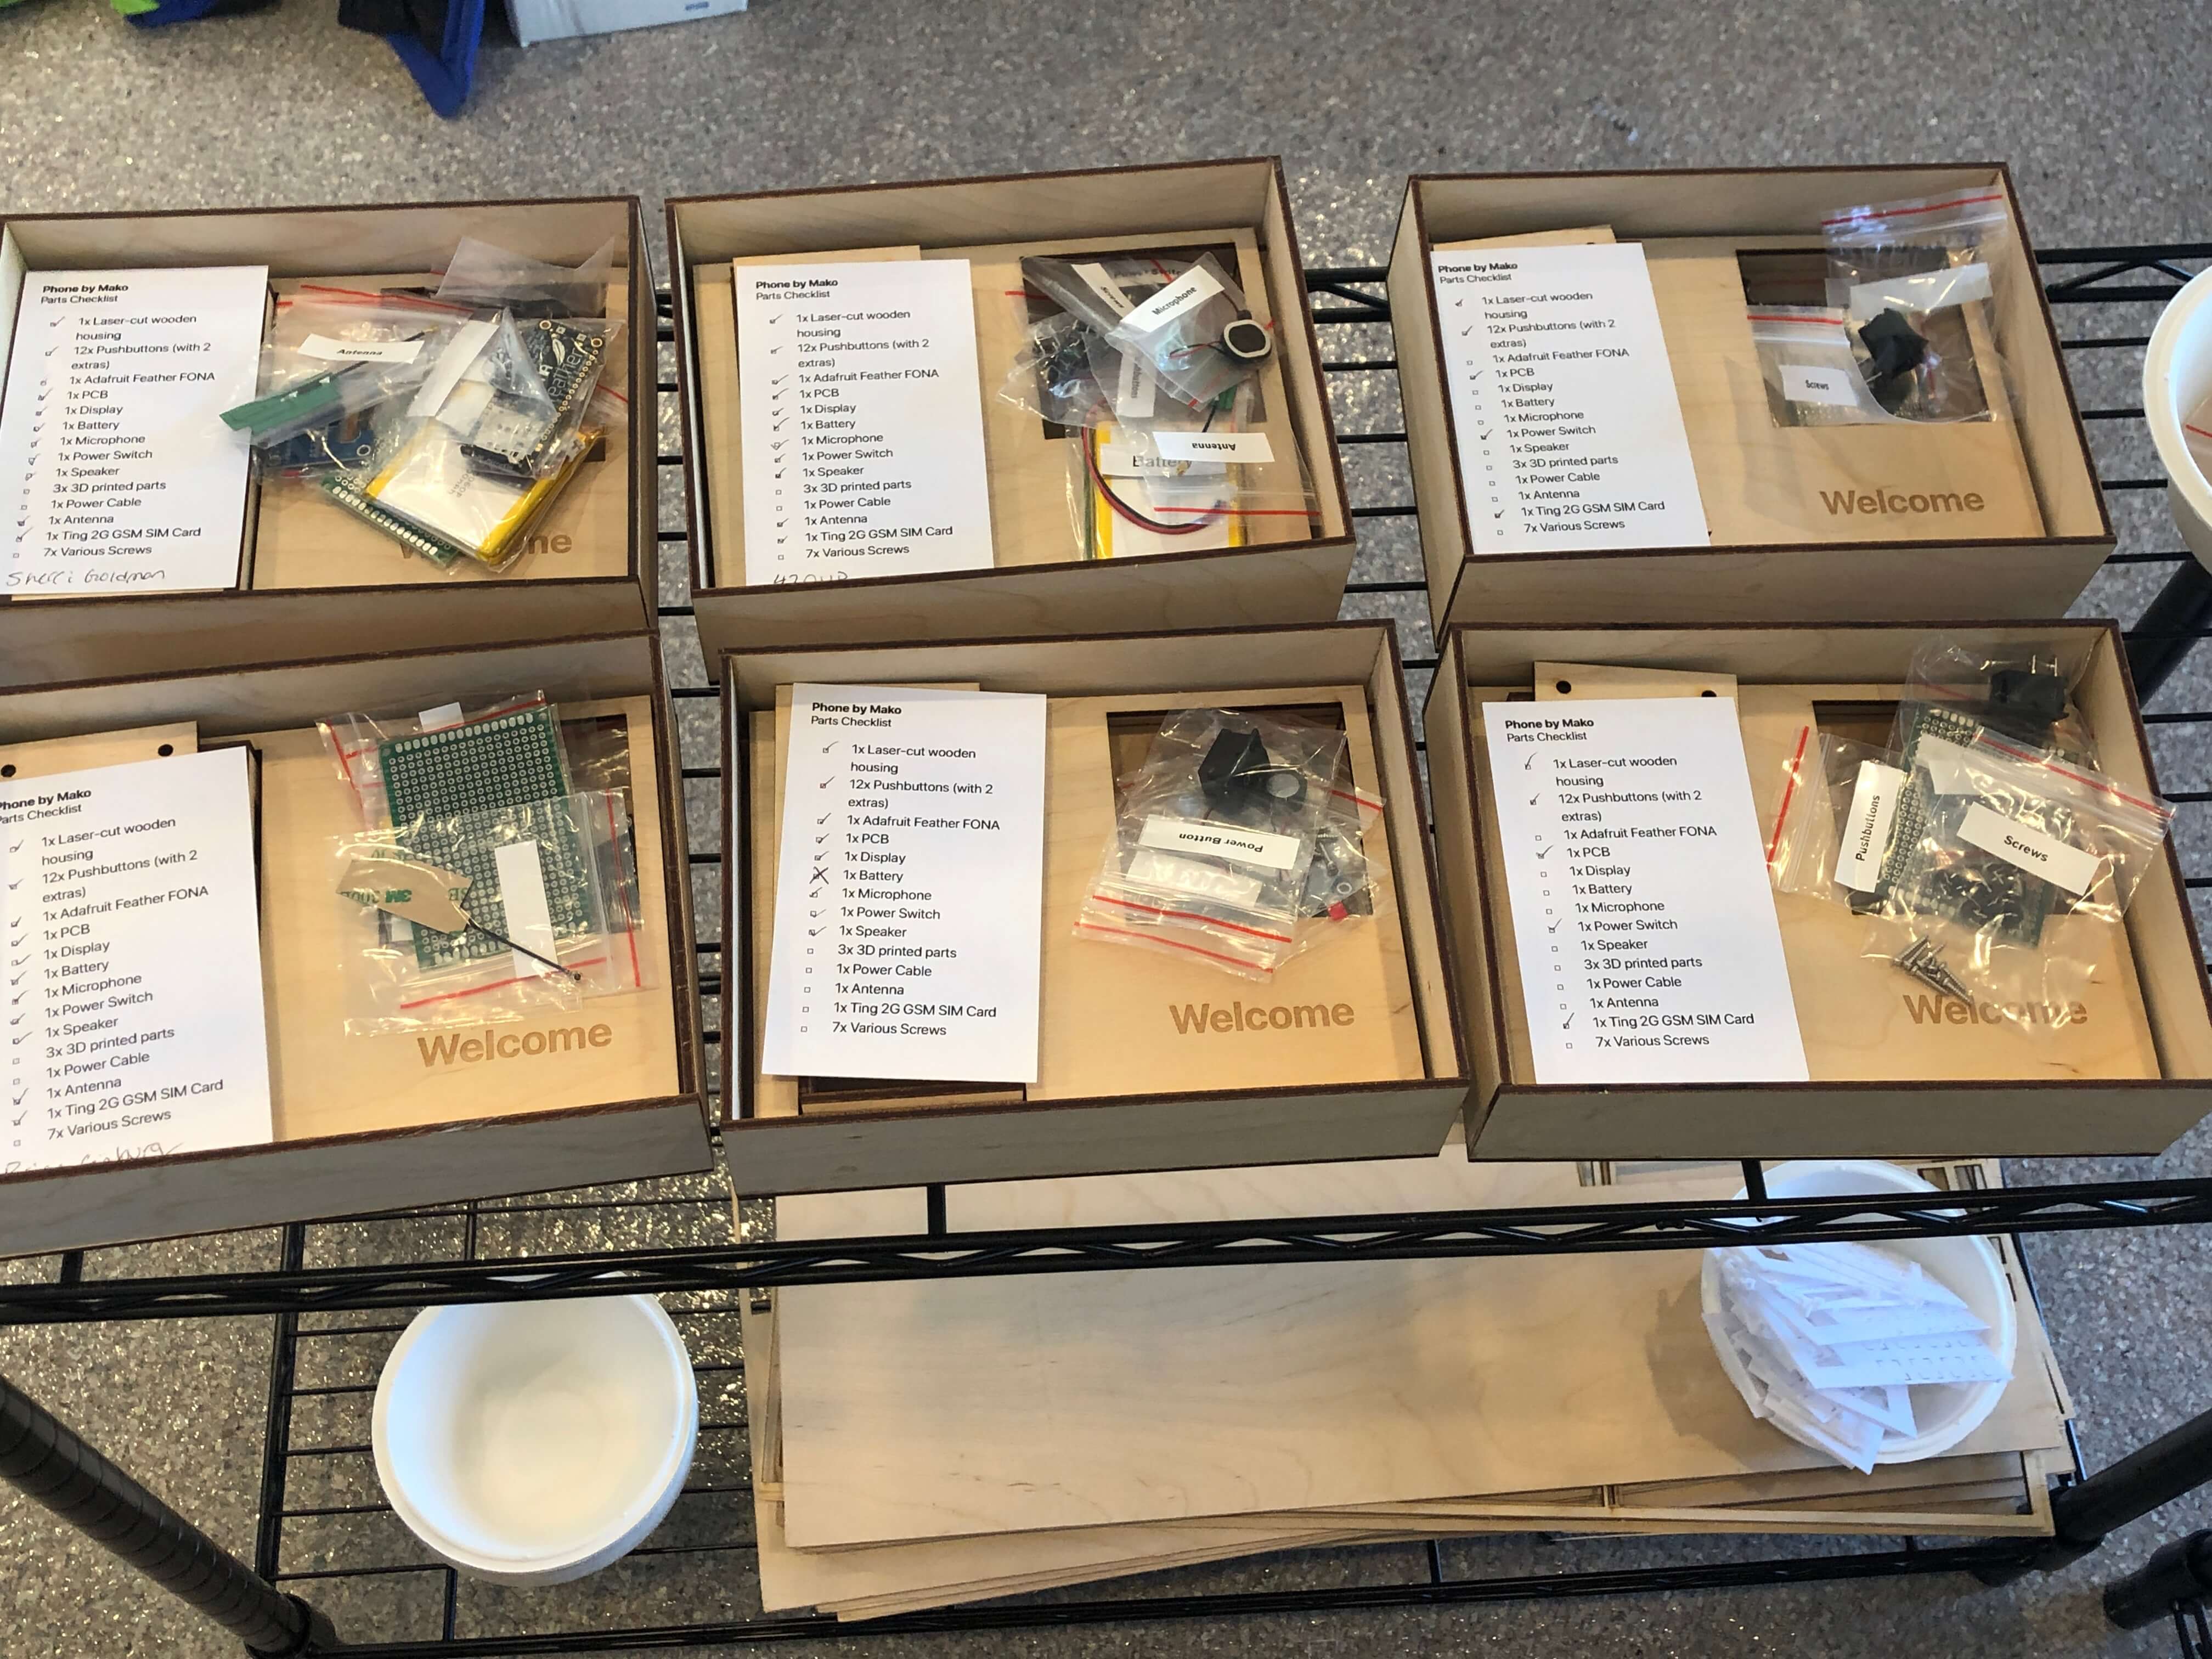 Phone by Mako
Parts Checklist
1x Laser-cut wooden
housing
12x Pushbuttons (with 2
extras)
1x Adafruit Feather FONA
1x PCB
1x Display
1x Battery
1x Microphone
1x Power Switch
1x Speaker
3x 3D printed parts
1x Power Cable
1x Antenna
1x Ting 2G GSM SIM Card
7x Various Screws
Sherri Goldman
Antenna
Welcome
Phone by Mako
Parts Checklist
1x Laser-cut wooden
housing
12x Pushbuttons (with 2
extras)
1x Adafruit Feather FONA
1x PCB
1x Display
1x Battery
1x Microphone
1x Power Switch
1x Speaker
3x 3D printed parts
1x Power Cable
1x Antenna
1x Ting 2G GSM SIM Card
7x Various Screws
Microphone
Antenna
Battery
Phone by Mako
Parts Checklist
1x Laser-cut wooden
housing
12x Pushbuttons (with 2
extras)
1x Adafruit Feather FONA
1x PCB
1x Display
1x Battery
1x Microphone
1x Power Switch
1x Speaker
3x 3D printed parts
1x Power Cable
1x Antenna
1x Ting 2G GSM SIM Card
7x Various Screws
Screws
Welcome
Phone by Mako
Parts Checklist
1x Laser-cut wooden
housing
12x Pushbuttons (with 2
extras)
1x Adafruit Feather FONA
1x PCB
1x Display
1x Battery
1x Microphone
1x Power Switch
1x Speaker
3x 3D printed parts
1x Power Cable
1x Antenna
1x Ting 2G GSM SIM Card
7x Various Screws
3M
Welcome
Phone by Mako
Parts Checklist
1x Laser-cut wooden
housing
12x Pushbuttons (with 2
extras)
1x Adafruit Feather FONA
1x PCB
1x Display
1x Battery
1x Microphone
1x Power Switch
1x Speaker
3x 3D printed parts
1x Power Cable
1x Antenna
1x Ting 2G GSM SIM Card
7x Various Screws
Power Button
Welcome
Phone by Mako
Parts Checklist
1x Laser-cut wooden
housing
12x Pushbuttons (with 2
extras)
1x Adafruit Feather FONA
1x PCB
1x Display
1x Battery
1x Microphone
1x Power Switch
1x Speaker
3x 3D printed parts
1x Power Cable
1x Antenna
1x Ting 2G GSM SIM Card
7x Various Screws
Pushbuttons
Screws
Welcome